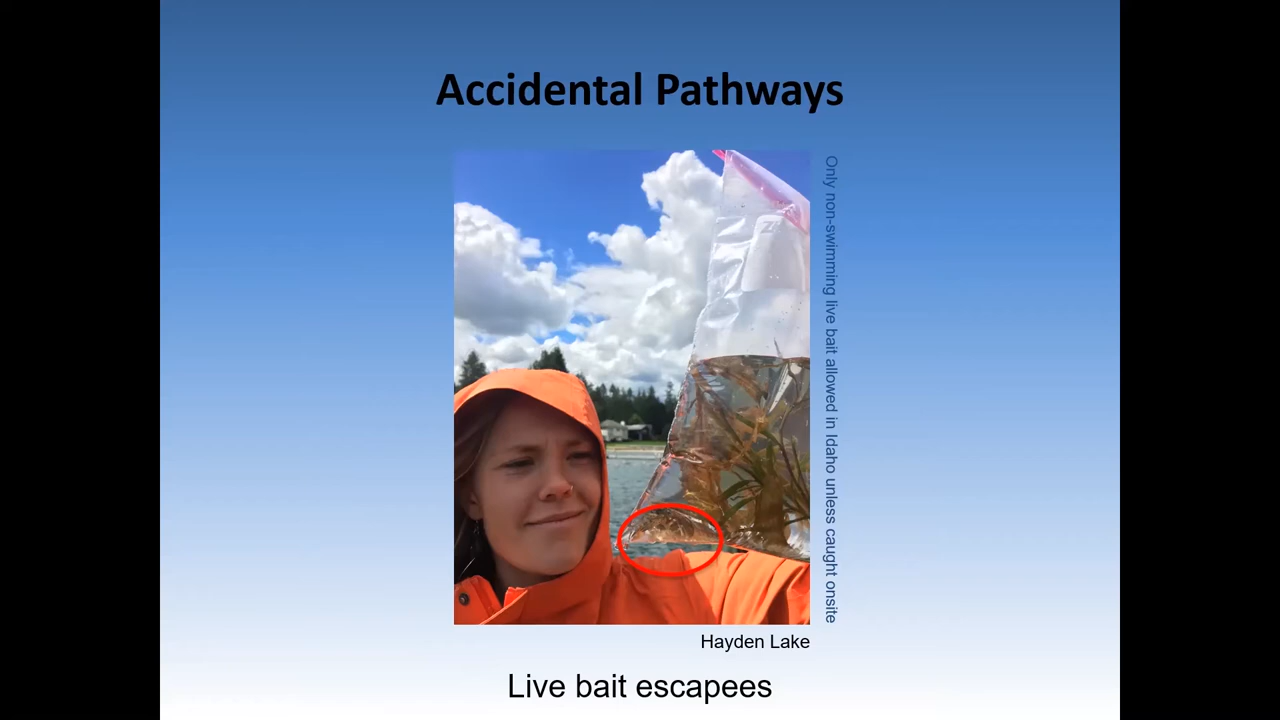 Accidental Pathways
Only non-swimming live bait allowed in Idaho unless caught onsite
Hayden Lake
Live bait escapees